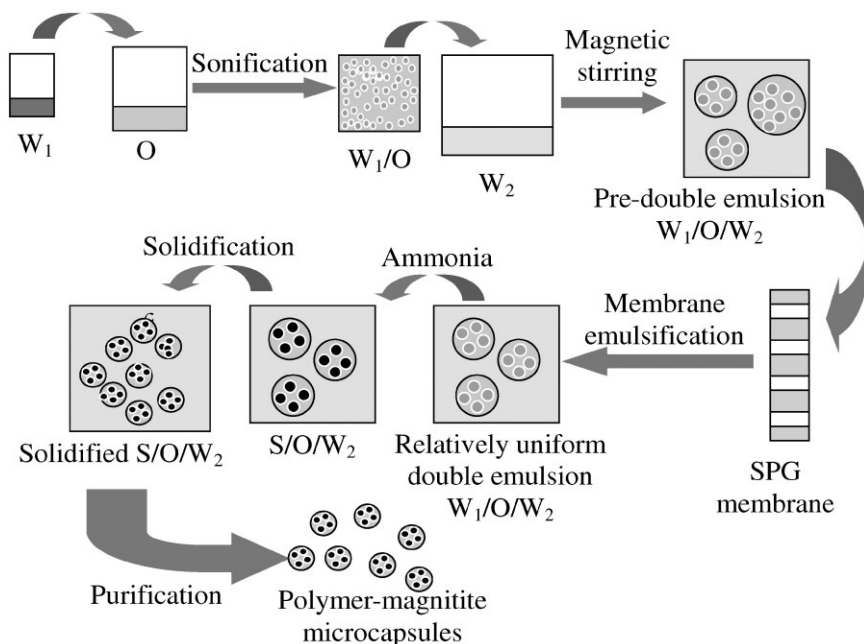 W₁
O
Sonification
W₁/O
W₂
Magnetic
stirring
Pre-double emulsion
W₁/O/W₂
SPG
membrane
Membrane
emulsification
Relatively uniform
double emulsion
W₁/O/W₂
Ammonia
S/O/W₂
Solidification
Solidified S/O/W₂
Purification
Polymer-magnitite
microcapsules